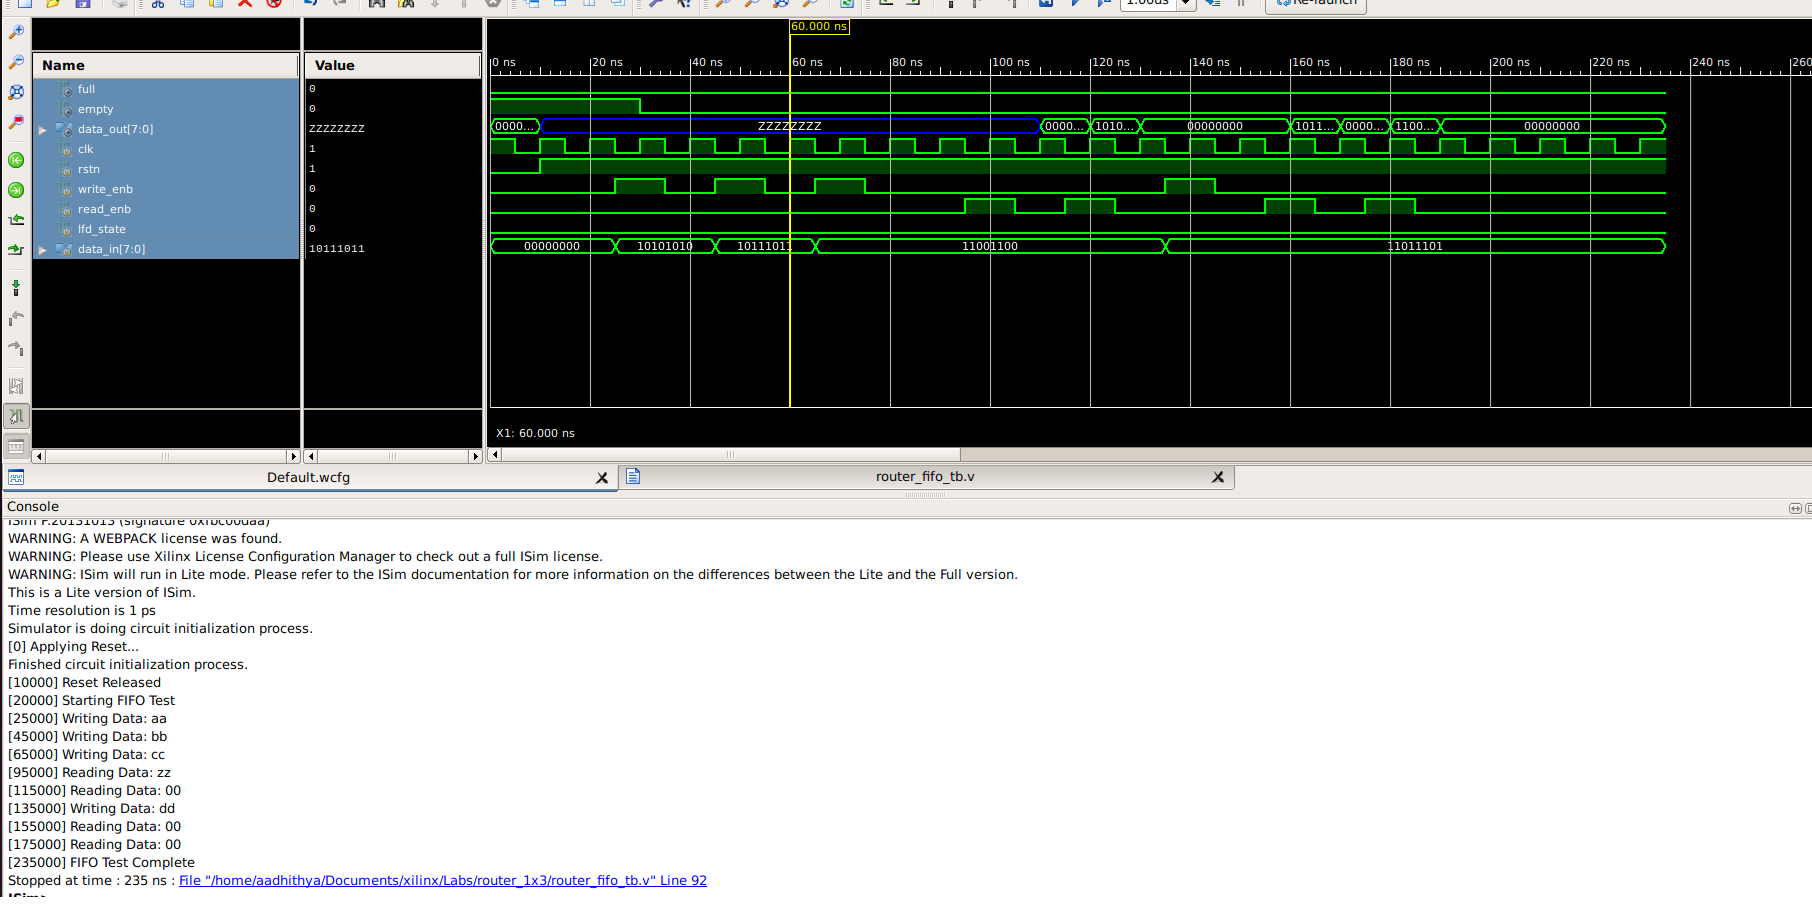 1.00us
Re-launch
60.000 ns
Name
Value
0 ns
20 ns
40 ns
60 ns
80 ns
100 ns
120 ns
140 ns
160 ns
180 ns
200 ns
220 ns
240 ns
260
full
0
empty
0
data_out[7:0]
ZZZZZZZZ
0000...
ZZZZZZZZ
0000...
1010...
00000000
1011...
0000...
1100...
00000000
clk
1
rstn
1
write_enb
0
read_enb
0
lfd_state
0
data_in[7:0]
10111011
00000000
10101010
10111011
11001100
11011101
X1: 60.000 ns
Default.wcfg
router_fifo_tb.v
Console
ISim P.20131013 (signature 0xfbc00daa)
WARNING: A WEBPACK license was found.
WARNING: Please use Xilinx License Configuration Manager to check out a full ISim license.
WARNING: ISim will run in Lite mode. Please refer to the ISim documentation for more information on the differences between the Lite and the Full version.
This is a Lite version of ISim.
Time resolution is 1 ps
Simulator is doing circuit initialization process.
[0] Applying Reset...
Finished circuit initialization process.
[10000] Reset Released
[20000] Starting FIFO Test
[25000] Writing Data: aa
[45000] Writing Data: bb
[65000] Writing Data: cc
[95000] Reading Data: zz
[115000] Reading Data: 00
[135000] Writing Data: dd
[155000] Reading Data: 00
[175000] Reading Data: 00
[235000] FIFO Test Complete
Stopped at time : 235 ns : File "/home/aadhithya/Documents/xilinx/Labs/router_1x3/router_fifo_tb.v" Line 92